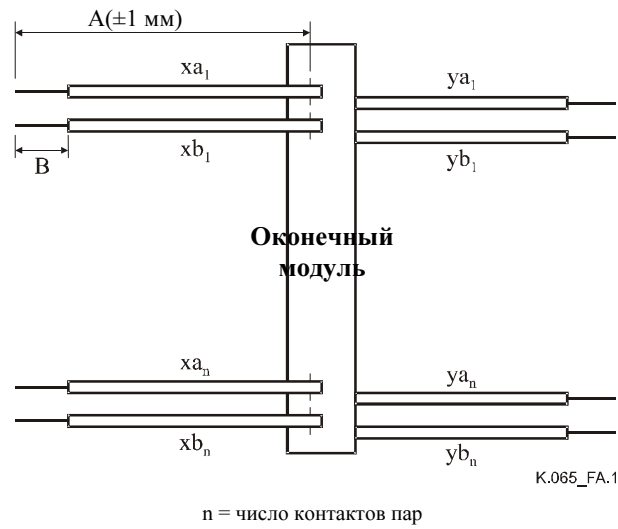 A(±1 мм)
xa1
ya1
xb1
yb1
B
Оконечный
модуль
xan
yan
xbn
ybn
K.065_FA.1
n = число контактов пар